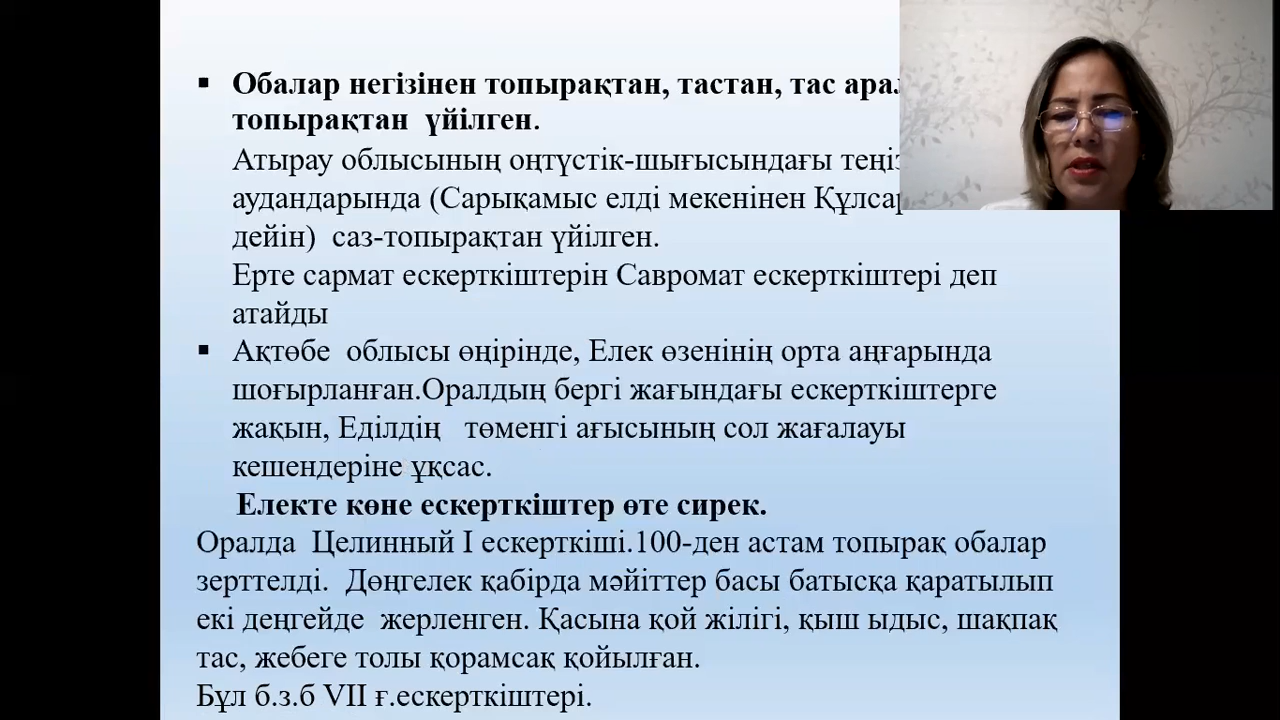 ▪ Обалар негізінен топырақтан, тастан, тас
топырақтан үйілген.
Атырау облысының оңтүстік-шығысындағы
аудандарында (Сарықамыс елді мекенінен
дейін) саз-топырақтан үйілген.
Ерте сармат ескерткіштерін Савромат ескерткіштері деп
атайды
▪ Ақтөбе облысы өңірінде, Елек өзенінің орта аңғарында
шоғырланған.Оралдың бергі жағындағы ескерткіштерге
жақын, Еділдің төменгі ағысының сол жағалауы
кешендеріне ұқсас.
Електе көне ескерткіштер өте сирек.
Оралда Целинный I ескерткіші.100-ден астам топырақ обалар
зерттелді. Дөңгелек қабірда мәйіттер басы батысқа қаратылып
екі деңгейде жерленген. Қасына қой жілігі, қыш ыдыс, шақпақ
тас, жебеге толы қорамсақ қойылған.
Бұл б.з.б VII ғ.ескерткіштері.